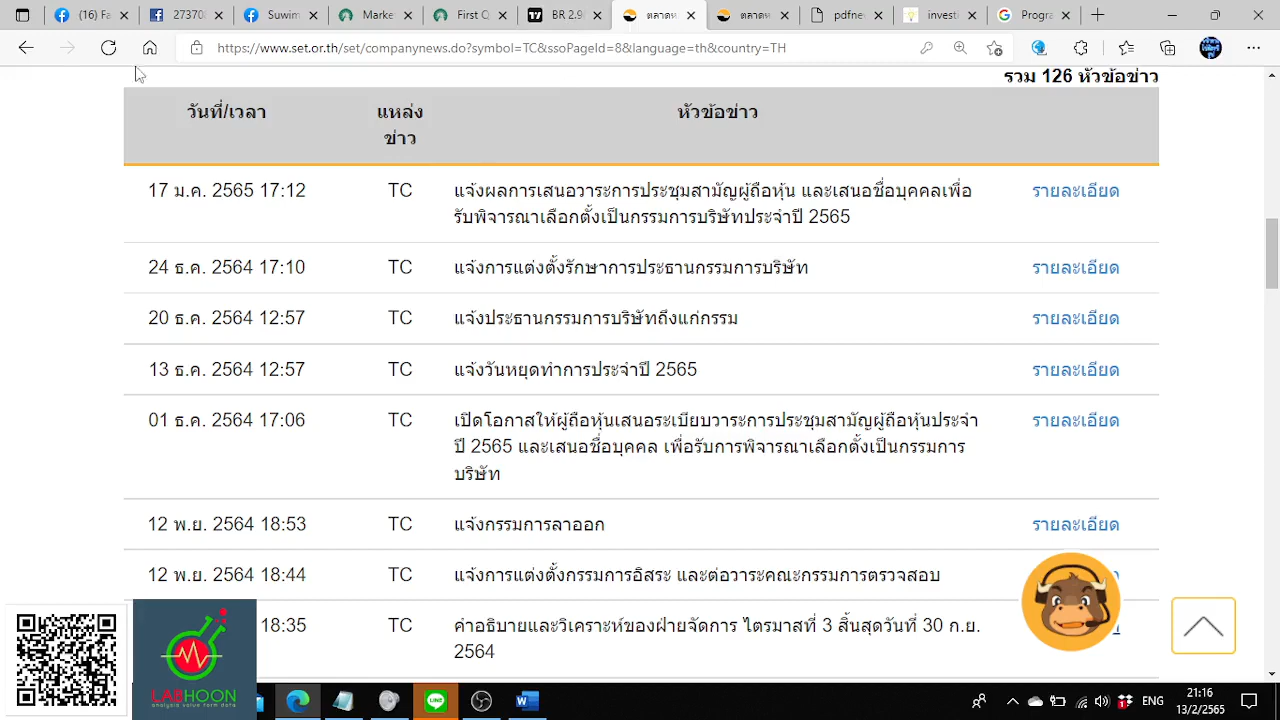 (146) Fa
27370
Faceb
Marke
First Q
BR 2.9
ตลาดห
ตลาดห
pdfnev
invest
Progra
https://www.set.or.th/set/companynews.do?symbol=TC&ssoPageId=8&language=th&country=TH
รวม 126 หัวข้อข่าว
วันที่/เวลา แหล่ง หัวข้อข่าว
ข่าว
17 ม.ค. 2565 17:12 TC แจ้งผลการเสนอวาระการประชุมสามัญผู้ถือหุ้น และเสนอชื่อบุคคลเพื่อ รายละเอียด
รับพิจารณาเลือกตั้งเป็นกรรมการบริษัทประจำปี 2565
24 ธ.ค. 2564 17:10 TC แจ้งการแต่งตั้งรักษาการประธานกรรมการบริษัท รายละเอียด
20 ธ.ค. 2564 12:57 TC แจ้งประธานกรรมการบริษัทถึงแก่กรรม รายละเอียด
13 ธ.ค. 2564 12:57 TC แจ้งวันหยุดทำการประจำปี 2565 รายละเอียด
01 ธ.ค. 2564 17:06 TC เปิดโอกาสให้ผู้ถือหุ้นเสนอระเบียบวาระการประชุมสามัญผู้ถือหุ้นประจำ รายละเอียด
ปี 2565 และเสนอชื่อบุคคล เพื่อรับการพิจารณาเลือกตั้งเป็นกรรมการ
บริษัท
12 พ.ย. 2564 18:53 TC แจ้งกรรมการลาออก รายละเอียด
12 พ.ย. 2564 18:44 TC แจ้งการแต่งตั้งกรรมการอิสระ และต่อวาระคณะกรรมการตรวจสอบ
18:35 TC คำอธิบายและวิเคราะห์ของฝ่ายจัดการ ไตรมาสที่ 3 สิ้นสุดวันที่ 30 ก.ย.
2564
LABHOON
analysis value form data
ENG
21:16
13/2/2565